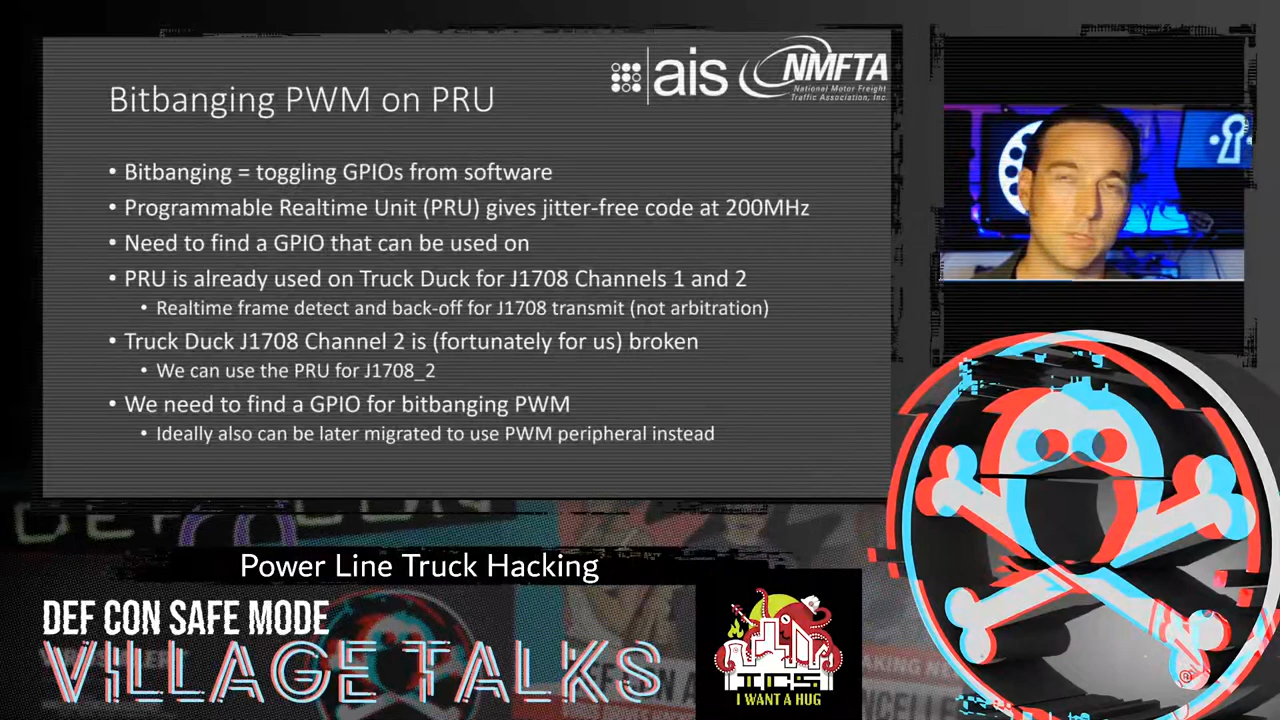 ais
NMFTA
National Motor Freight
Traffic Association, Inc.
Bitbanging PWM on PRU
• Bitbanging = toggling GPIOs from software
• Programmable Realtime Unit (PRU) gives jitter-free code at 200MHz
• Need to find a GPIO that can be used on
• PRU is already used on Truck Duck for J1708 Channels 1 and 2
• Realtime frame detect and back-off for J1708 transmit (not arbitration)
• Truck Duck J1708 Channel 2 is (fortunately for us) broken
• We can use the PRU for J1708_2
• We need to find a GPIO for bitbanging PWM
• Ideally also can be later migrated to use PWM peripheral instead
DEF CON
Power Line Truck Hacking
DEF CON SAFE MODE
VILLAGE TALKS
ICS
I WANT A HUG
®